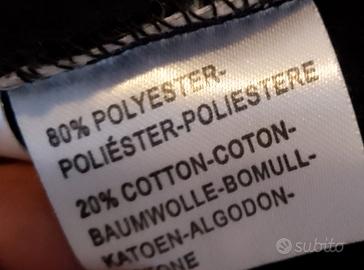 80% POLYESTER-
POLIÉSTER-POLIESTERE
20% COTTON-COTON-
BAUMWOLLE-BOMULL-
KATOEN-ALGODON-
subito